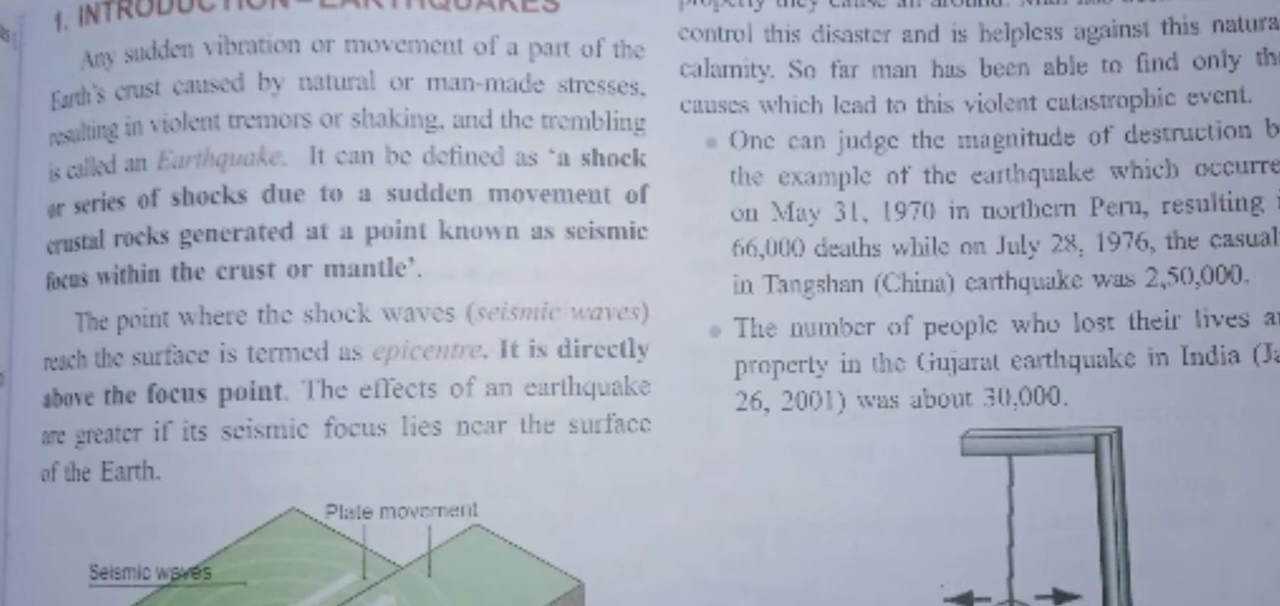 1. INTRODUCTION – EARTHQUAKES
Any sudden vibration or movement of a part of the
Earth's crust caused by natural or man-made stresses,
resulting in violent tremors or shaking, and the trembling
is called an Earthquake. It can be defined as 'a shock
or series of shocks due to a sudden movement of
crustal rocks generated at a point known as seismic
focus within the crust or mantle'.
The point where the shock waves (seismic waves)
reach the surface is termed as epicentre. It is directly
above the focus point. The effects of an earthquake
are greater if its seismic focus lies near the surface
of the Earth.
Plate movement
Seismic waves
property they cause all around.
control this disaster and is helpless against this natura
calamity. So far man has been able to find only th
causes which lead to this violent catastrophic event.
• One can judge the magnitude of destruction b
the example of the earthquake which occurre
on May 31, 1970 in northern Peru, resulting
66,000 deaths while on July 28, 1976, the casual
in Tangshan (China) earthquake was 2,50,000.
• The number of people who lost their lives a
property in the Gujarat earthquake in India (Ja
26, 2001) was about 30,000.